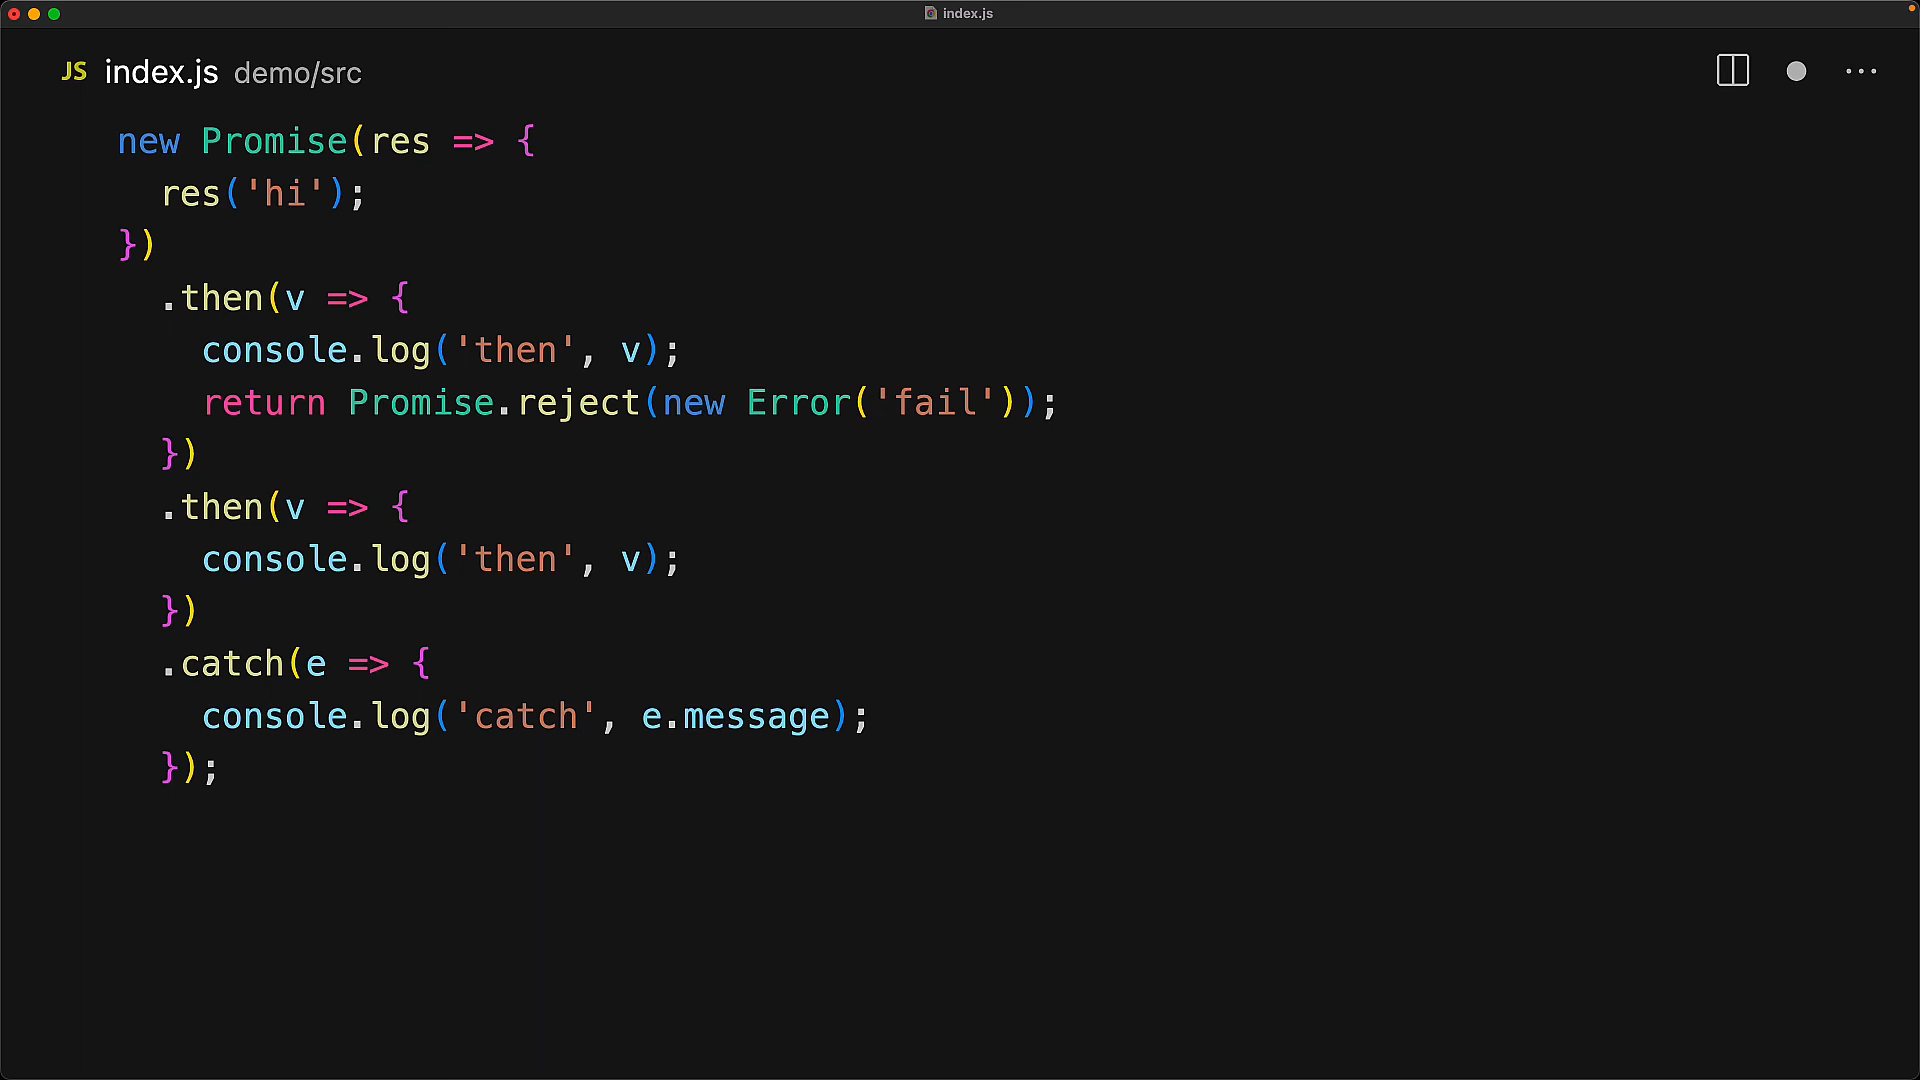 index.js
JS index.js demo/src
new Promise(res => {
  res('hi');
})
  .then(v => {
    console.log('then', v);
    return Promise.reject(new Error('fail'));
  })
  .then(v => {
    console.log('then', v);
  })
  .catch(e => {
    console.log('catch', e.message);
  });